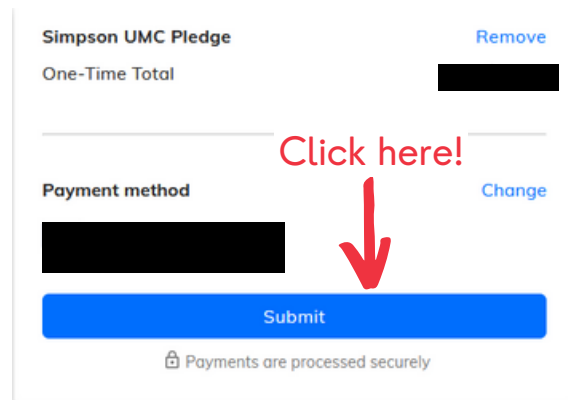 Simpson UMC Pledge Remove
One-Time Total
Click here!
Payment method Change
Submit
Payments are processed securely